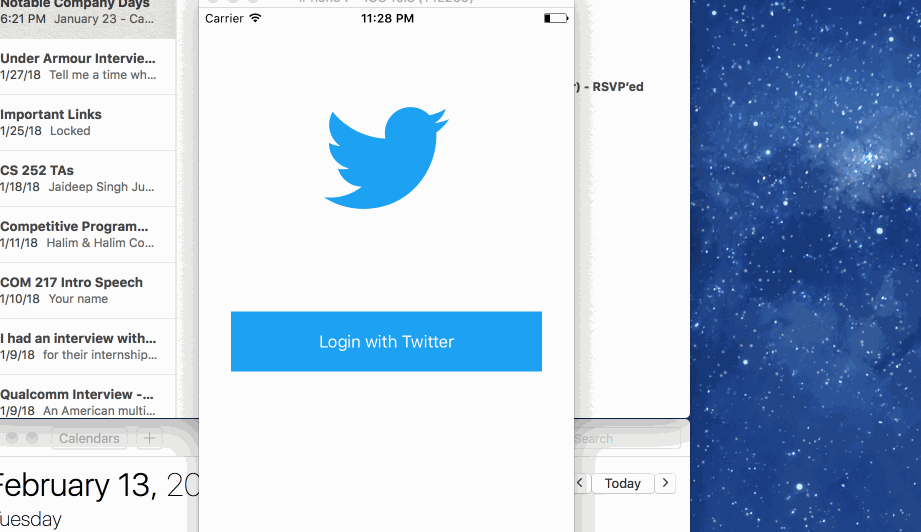 Notable Company Days
6:21 PM January 23 - Ca...
Under Armour Intervie...
1/27/18 Tell me a time wh...
Important Links
1/25/18 Locked
CS 252 TAs
1/18/18 Jaideep Singh Ju...
Competitive Program...
1/11/18 Halim & Halim Co...
COM 217 Intro Speech
1/10/18 Your name
I had an interview with...
1/9/18 for their internship...
Qualcomm Interview -...
1/9/18 An American multi...
Carrier 11:28 PM
Login with Twitter
r) - RSVP'ed
Calendars +
Search
February 13, 20
< Today >
uesday